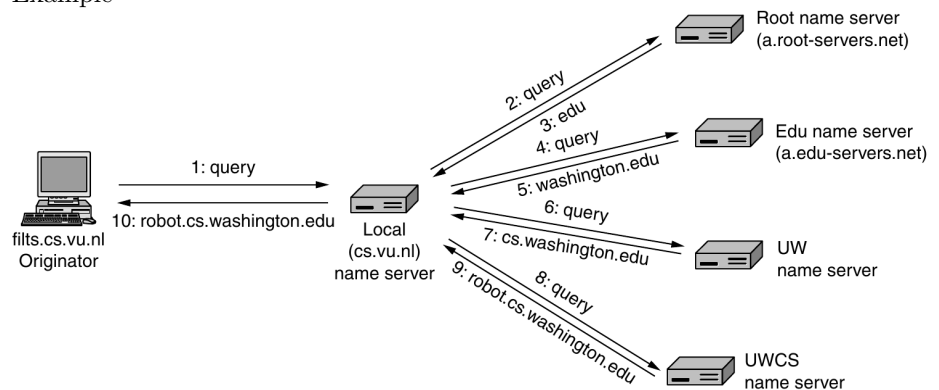 Example
Root name server
(a.root-servers.net)
2: query
3: edu
4: query
5: washington.edu
Edu name server
(a.edu-servers.net)
1: query
10: robot.cs.washington.edu
filts.cs.vu.nl
Originator
Local
(cs.vu.nl)
name server
6: query
7: cs.washington.edu
UW
name server
8: query
9: robot.cs.washington.edu
UWCS
name server